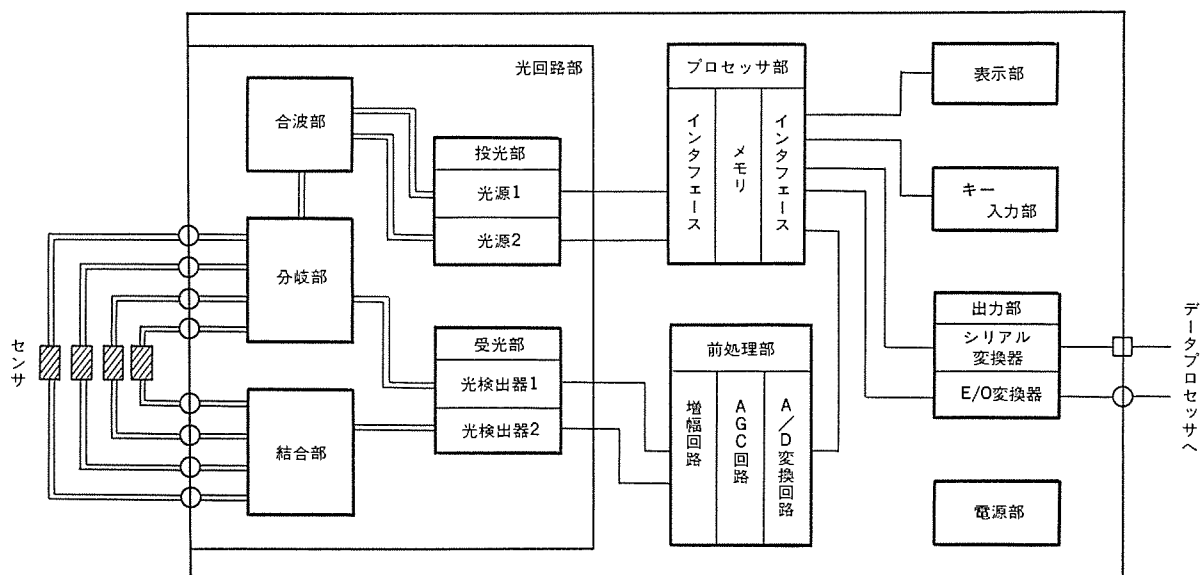 光回路部
合波部
投光部
光源1
光源2
分岐部
受光部
光検出器1
光検出器2
結合部
センサ
プロセッサ部
インタフェース
メモリ
インタフェース
前処理部
増幅回路
AGC回路
A/D変換回路
表示部
キー
入力部
出力部
シリアル
変換器
E/O変換器
電源部
データプロセッサへ